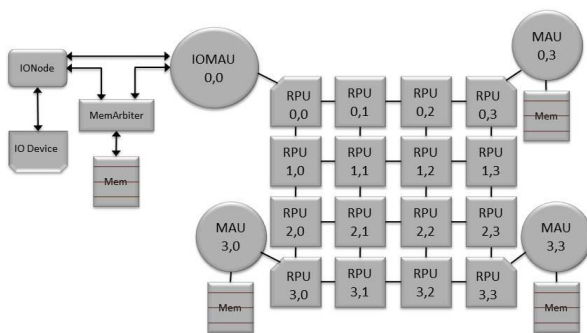 IONode
IO Device
MemArbiter
Mem
IOMAU
0,0
MAU
0,3
Mem
RPU
0,0
RPU
0,1
RPU
0,2
RPU
0,3
RPU
1,0
RPU
1,1
RPU
1,2
RPU
1,3
RPU
2,0
RPU
2,1
RPU
2,2
RPU
2,3
RPU
3,0
RPU
3,1
RPU
3,2
RPU
3,3
MAU
3,0
Mem
MAU
3,3
Mem